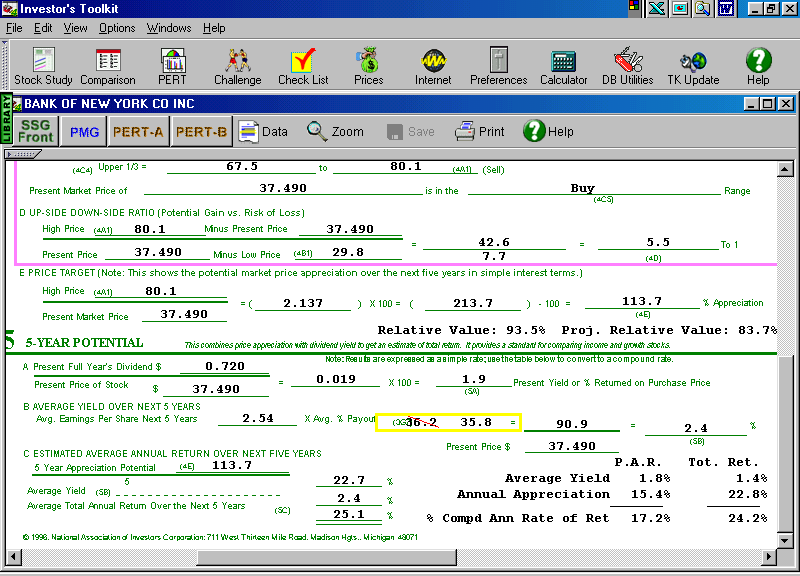 Investor's Toolkit
File Edit View Options Windows Help
Stock Study Comparison PERT Challenge Check List Prices Internet Preferences Calculator DB Utilities TK Update Help
LIBRARY
BANK OF NEW YORK CO INC
SSG Front PMG PERT-A PERT-B Data Zoom Save Print Help
(4C4) Upper 1/3 = 67.5 to 80.1 (4A1) (Sell)
Present Market Price of 37.490 is in the Buy Range
(4C5)
D UP-SIDE DOWN-SIDE RATIO (Potential Gain vs. Risk of Loss)
High Price (4A1) 80.1 Minus Present Price 37.490
= 42.6 = 5.5 To 1
Present Price 37.490 Minus Low Price (4B1) 29.8 7.7 (4D)
E PRICE TARGET (Note: This shows the potential market price appreciation over the next five years in simple interest terms.)
High Price (4A1) 80.1
= ( 2.137 ) X 100 = ( 213.7 ) - 100 = 113.7 % Appreciation
Present Market Price 37.490 (4E)
Relative Value: 93.5% Proj. Relative Value: 83.7%
5 5-YEAR POTENTIAL This combines price appreciation with dividend yield to get an estimate of total return. It provides a standard for comparing income and growth stocks.
Note: Results are expressed as a simple rate; use the table below to convert to a compound rate.
A Present Full Year's Dividend $ 0.720
= 0.019 X 100 = 1.9 Present Yield or % Returned on Purchase Price
Present Price of Stock $ 37.490 (5A)
B AVERAGE YIELD OVER NEXT 5 YEARS
Avg. Earnings Per Share Next 5 Years 2.54 X Avg. % Payout (3G) 36.2 35.8 = 90.9 = 2.4 %
(5B)
Present Price $ 37.490
C ESTIMATED AVERAGE ANNUAL RETURN OVER NEXT FIVE YEARS
P.A.R. Tot. Ret.
5 Year Appreciation Potential (4E) 113.7
5 22.7 %
Average Yield 1.8% 1.4%
Average Yield (5B) 2.4 %
Annual Appreciation 15.4% 22.8%
Average Total Annual Return Over the Next 5 Years (5C) 25.1 %
% Compd Ann Rate of Ret 17.2% 24.2%
© 1996. National Association of Investors Corporation; 711 West Thirteen Mile Road, Madison Hgts., Michigan 48071